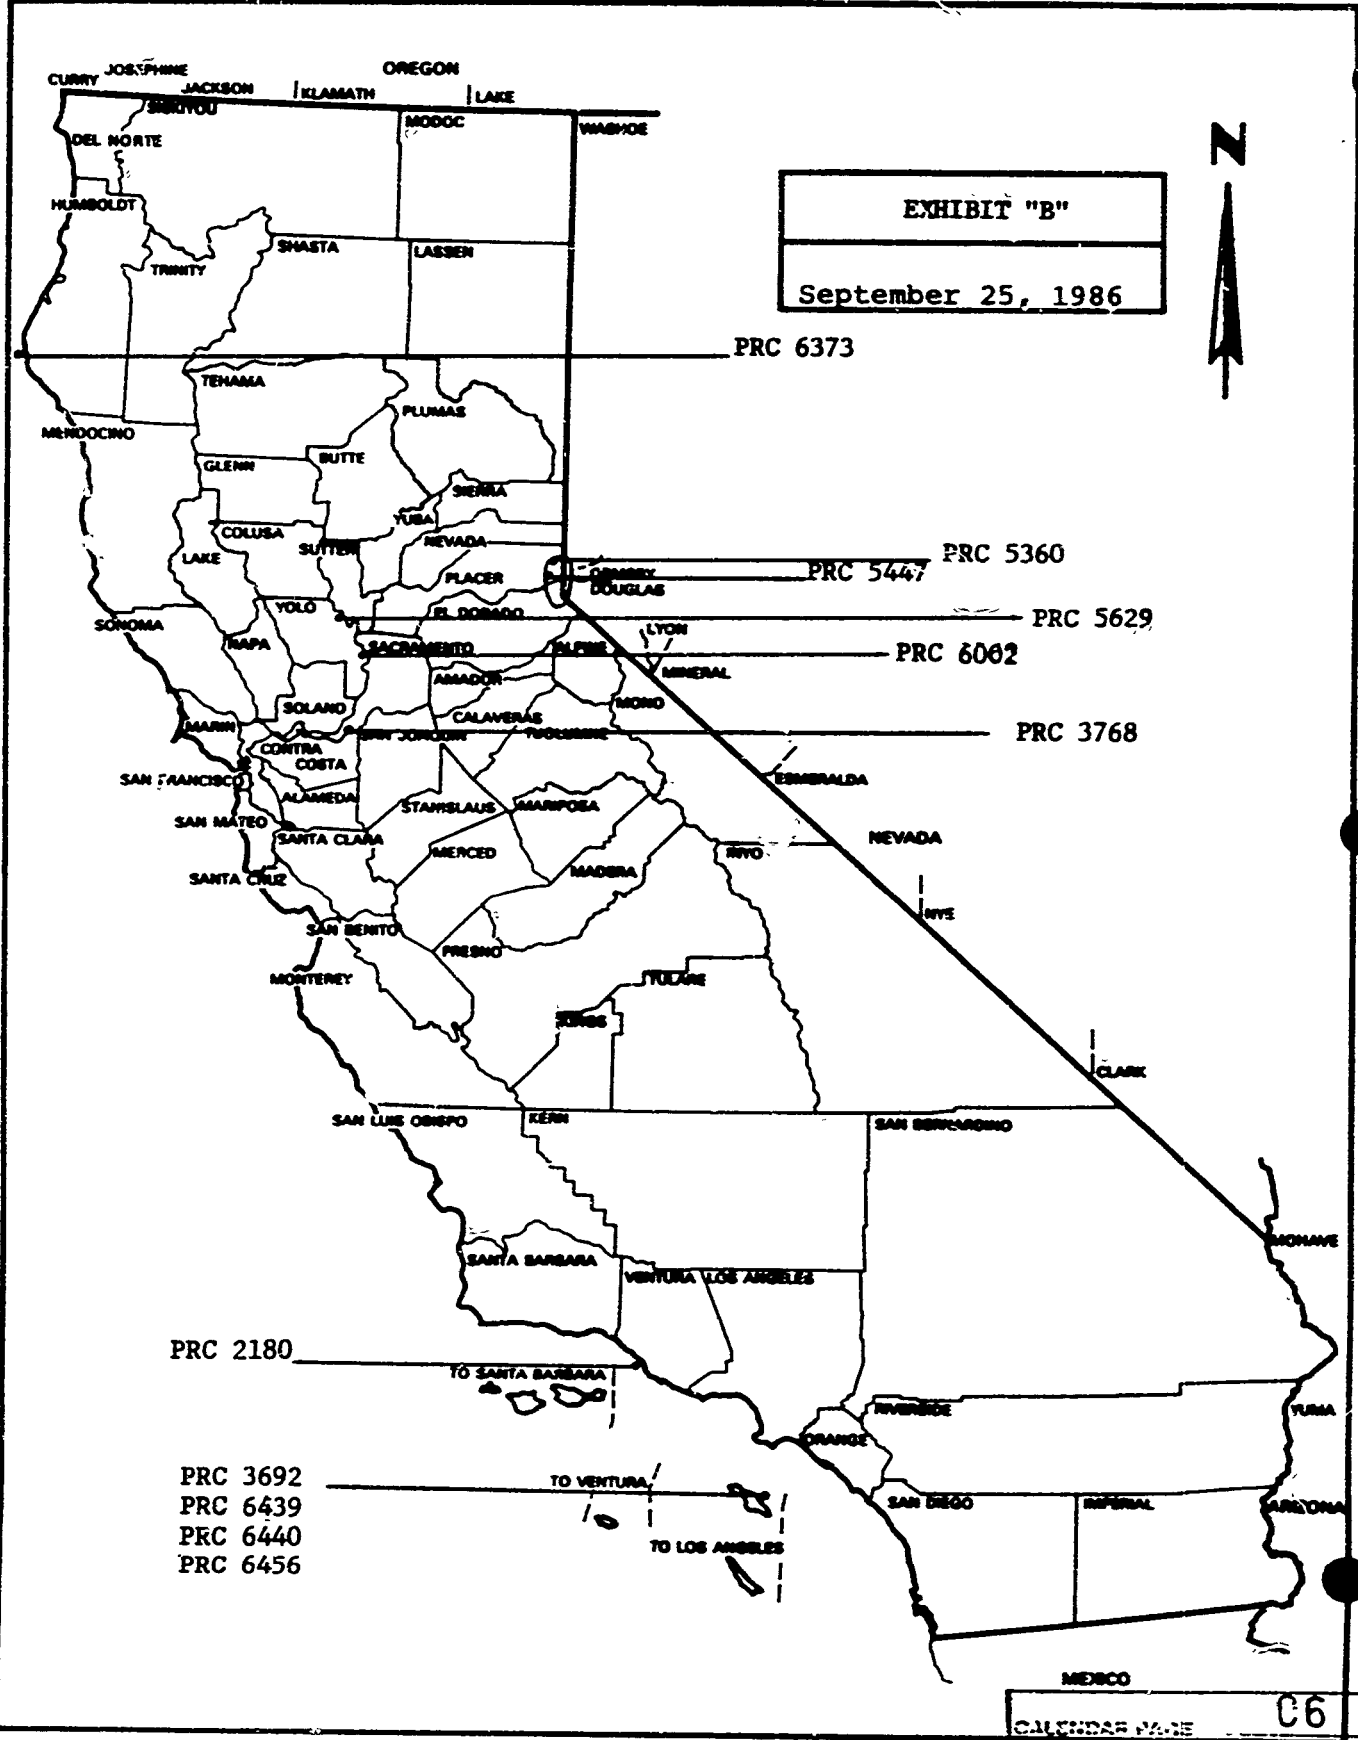 OREGON
CURRY
JOSEPHINE
JACKSON
KLAMATH
LAKE
SISKIYOU
MODOC
WASHOE
DEL NORTE
HUMBOLDT
EXHIBIT "B"
September 25, 1986
N
SHASTA
LASSEN
TRINITY
PRC 6373
TEHAMA
PLUMAS
MENDOCINO
GLENN
BUTTE
SIERRA
YUBA
COLUSA
NEVADA
SUTTER
LAKE
PLACER
PRC 5360
PRC 5447
ORMSBY
DOUGLAS
YOLO
EL DORADO
PRC 5629
SONOMA
NAPA
LYON
SACRAMENTO
ALPINE
PRC 6002
AMADOR
MINERAL
SOLANO
MONO
MARIN
CALAVERAS
SAN JOAQUIN
TUOLUMNE
PRC 3768
CONTRA
COSTA
SAN FRANCISCO
ESMERALDA
ALAMEDA
STANISLAUS
MARIPOSA
SAN MATEO
SANTA CLARA
NEVADA
MERCED
INYO
SANTA CRUZ
MADERA
NYE
SAN BENITO
FRESNO
MONTEREY
TULARE
KINGS
CLARK
SAN LUIS OBISPO
KERN
SAN BERNARDINO
MOHAVE
SANTA BARBARA
VENTURA
LOS ANGELES
PRC 2180
TO SANTA BARBARA
RIVERSIDE
YUMA
ORANGE
PRC 3692
TO VENTURA
PRC 6439
SAN DIEGO
IMPERIAL
ARIZONA
PRC 6440
TO LOS ANGELES
PRC 6456
MEXICO
CALENDAR PAGE
C6